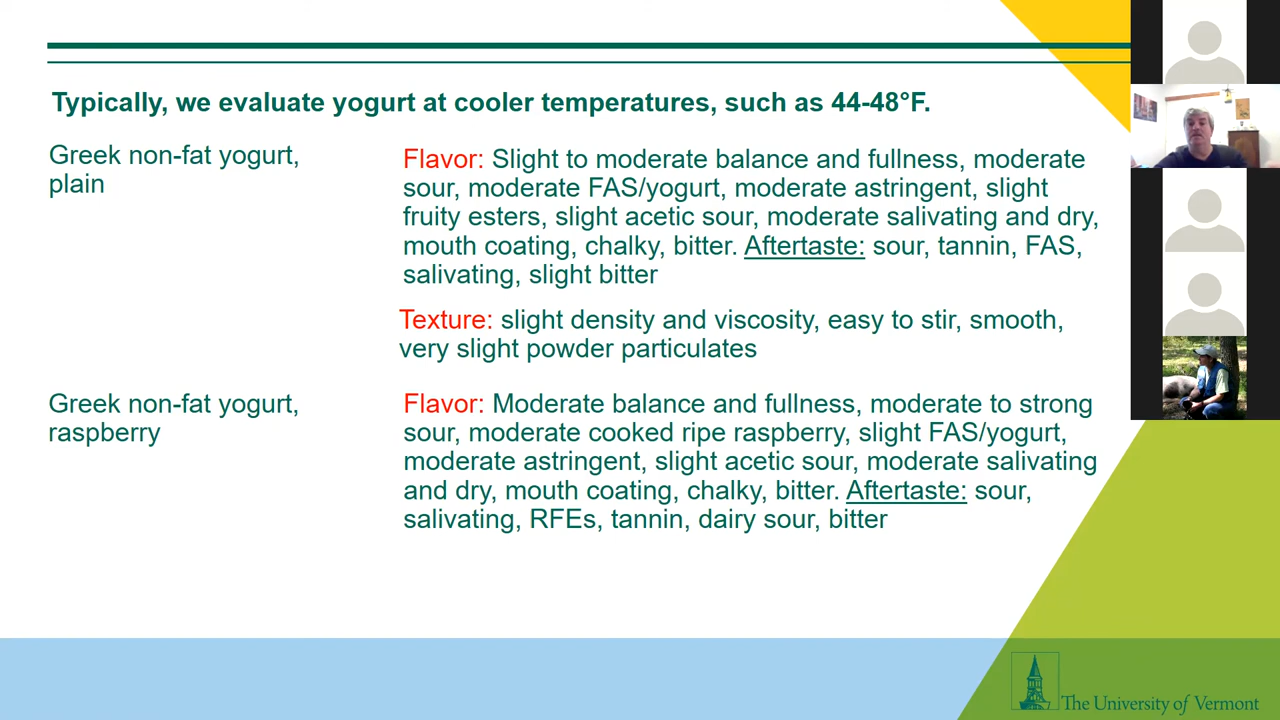 Typically, we evaluate yogurt at cooler temperatures, such as 44-48°F.
Greek non-fat yogurt,
plain
Flavor: Slight to moderate balance and fullness, moderate
sour, moderate FAS/yogurt, moderate astringent, slight
fruity esters, slight acetic sour, moderate salivating and dry,
mouth coating, chalky, bitter. Aftertaste: sour, tannin, FAS,
salivating, slight bitter
Texture: slight density and viscosity, easy to stir, smooth,
very slight powder particulates
Greek non-fat yogurt,
raspberry
Flavor: Moderate balance and fullness, moderate to strong
sour, moderate cooked ripe raspberry, slight FAS/yogurt,
moderate astringent, slight acetic sour, moderate salivating
and dry, mouth coating, chalky, bitter. Aftertaste: sour,
salivating, RFEs, tannin, dairy sour, bitter
The University of Vermont